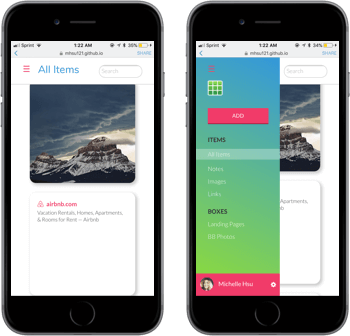 Sprint
1:22 AM
35%
mhsu121.github.io
SHARE
All Items
Search
airbnb.com
Vacation Rentals, Homes, Apartments,
& Rooms for Rent — Airbnb
Sprint
1:22 AM
34%
mhsu121.github.io
SHARE
Search
ADD
ITEMS
All Items
Notes
Images
Links
BOXES
Landing Pages
BB Photos
Michelle Hsu
Apartments,